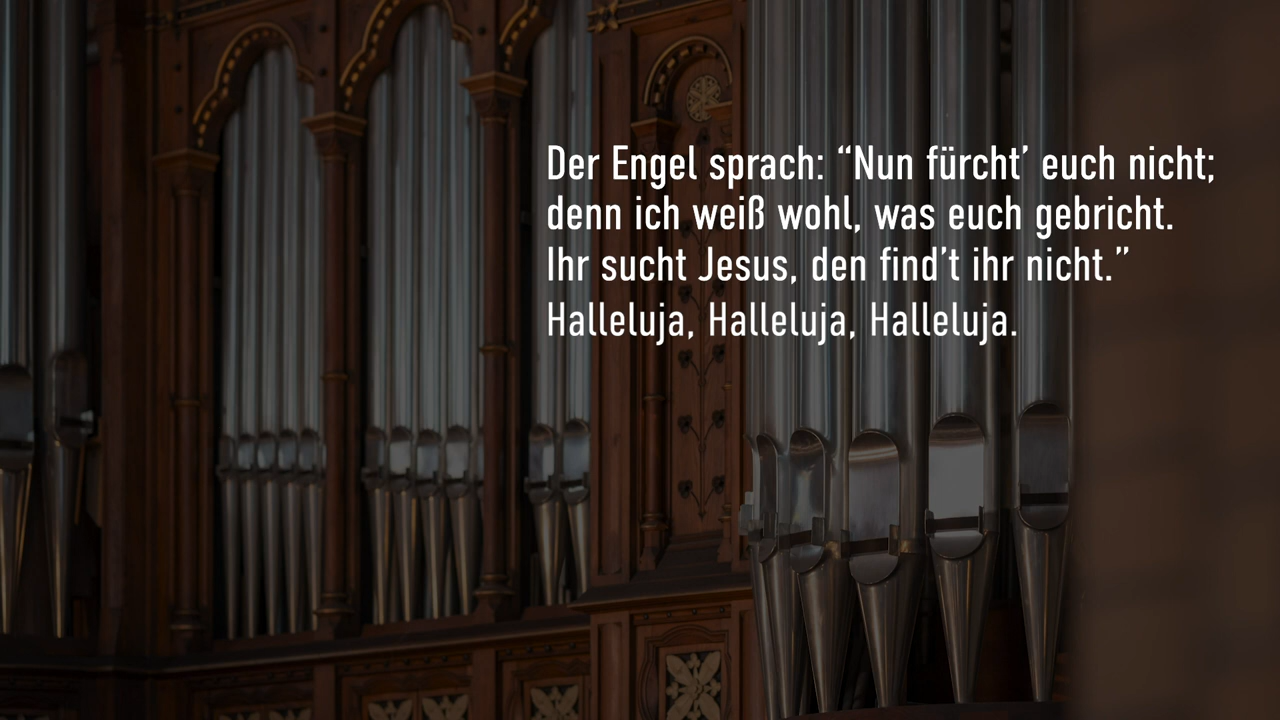 Der Engel sprach: “Nun fürcht’ euch nicht;
denn ich weiß wohl, was euch gebricht.
Ihr sucht Jesus, den find’t ihr nicht.”
Halleluja, Halleluja, Halleluja.